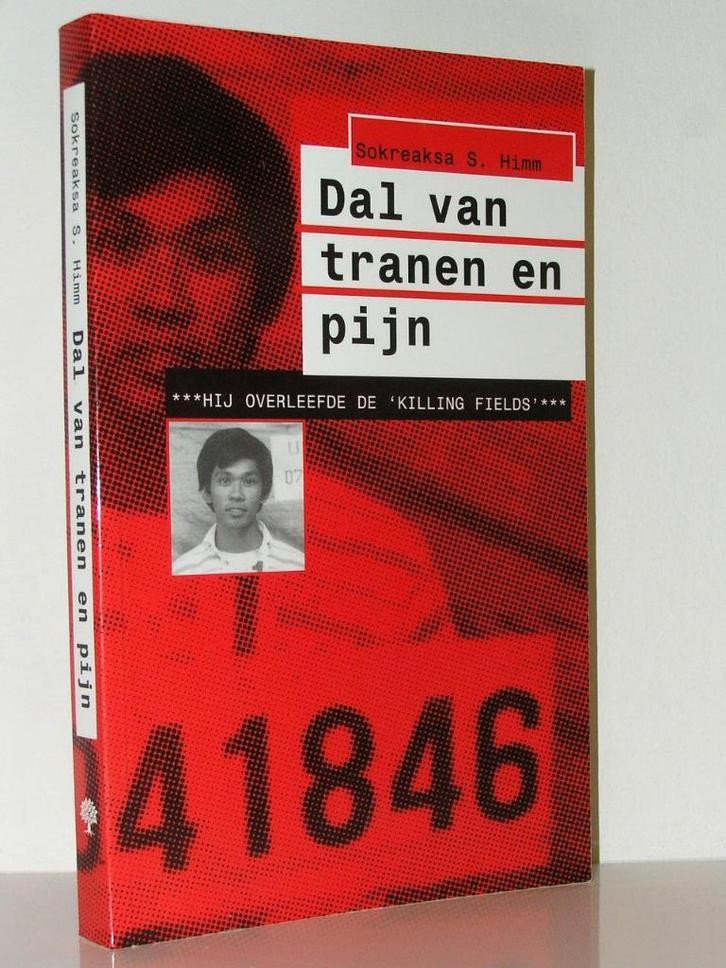 Sokreaksa S. Himm
Dal van
tranen en
pijn
***HIJ OVERLEEFDE DE ‘KILLING FIELDS’***
07
41846
Sokreaksa S. Himm Dal van tranen en pijn